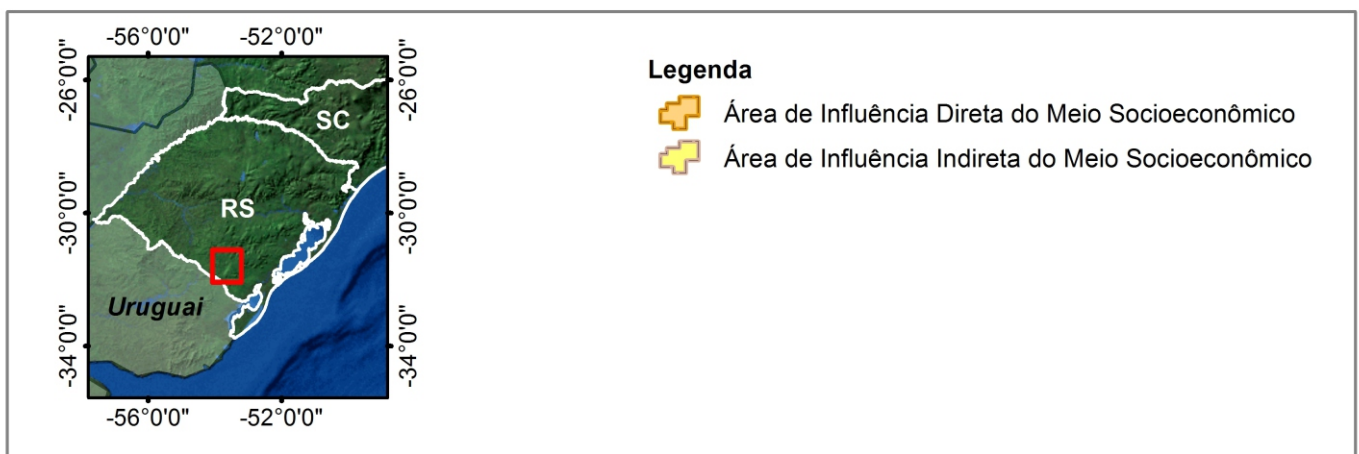 -56°0'0" -52°0'0"
-26°0'0" -26°0'0"
SC
-30°0'0" RS -30°0'0"
Uruguai
-34°0'0" -34°0'0"
-56°0'0" -52°0'0"
Legenda
Área de Influência Direta do Meio Socioeconômico
Área de Influência Indireta do Meio Socioeconômico